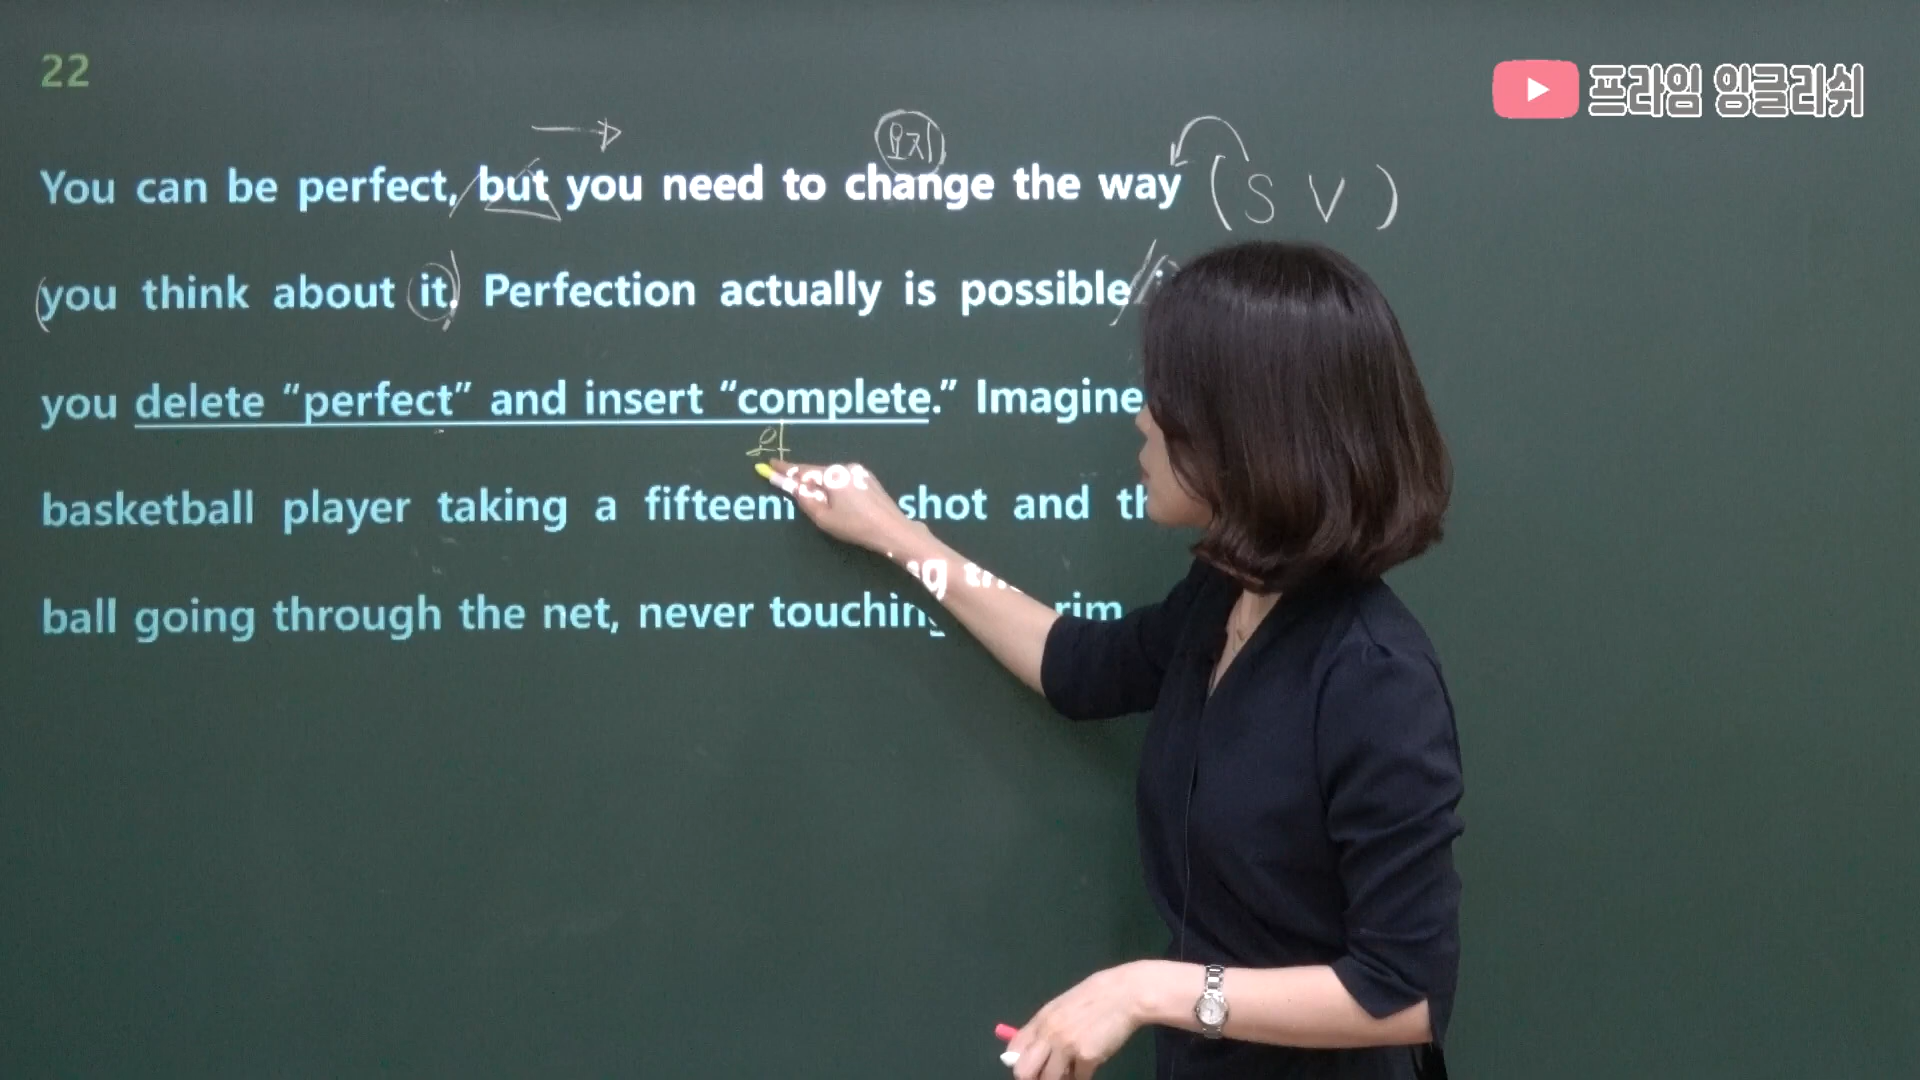 22
프라임 잉글리쉬
요지
You can be perfect, but you need to change the way (S V)
you think about it. Perfection actually is possible
you delete “perfect” and insert “complete.” Imagine
basketball player taking a fifteen foot shot and
ball going through the net, never touching rim